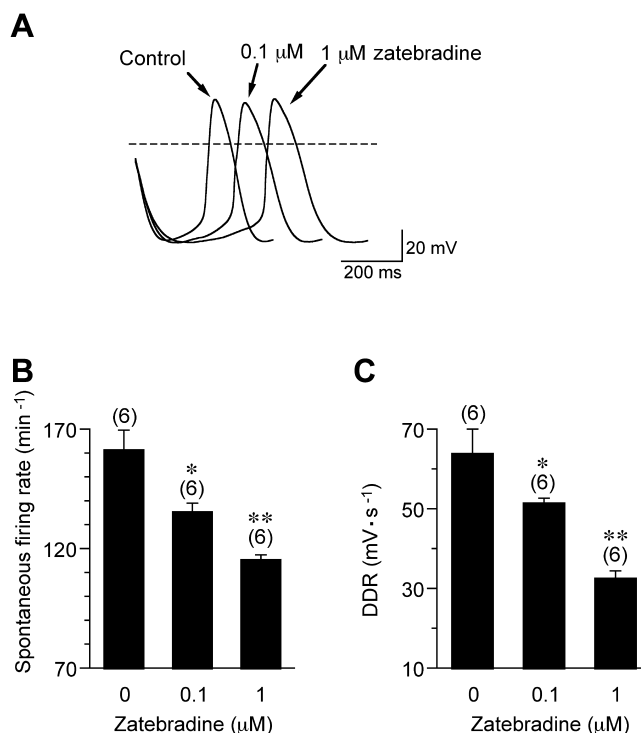 A
Control
0.1 μM
1 μM zatebradine
20 mV
200 ms
B
Spontaneous firing rate (min⁻¹)
170
120
70
(6)
*
(6)
**
(6)
0
0.1
1
Zatebradine (μM)
C
DDR (mV·s⁻¹)
70
50
30
10
(6)
*
(6)
**
(6)
0
0.1
1
Zatebradine (μM)